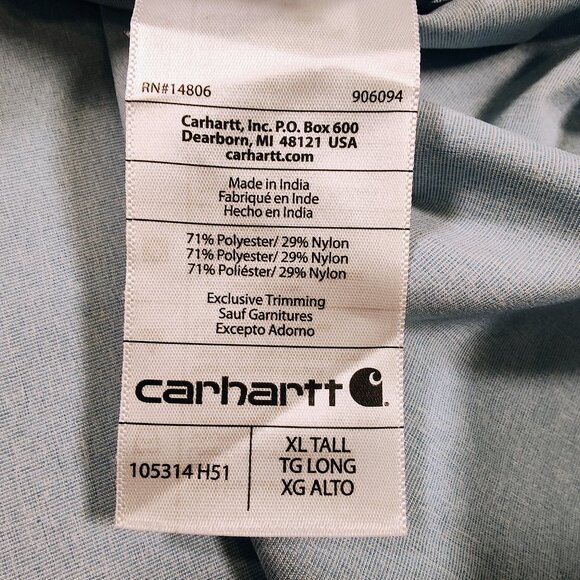 RN#14806 906094
Carhartt, Inc. P.O. Box 600
Dearborn, MI 48121 USA
carhartt.com
Made in India
Fabriqué en Inde
Hecho en India
71% Polyester/ 29% Nylon
71% Polyester/ 29% Nylon
71% Poliéster/ 29% Nylon
Exclusive Trimming
Sauf Garnitures
Excepto Adorno
carhartt
105314 H51
XL TALL
TG LONG
XG ALTO